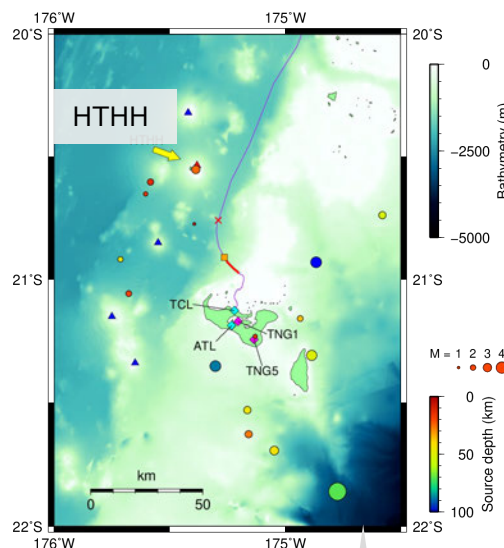 176°W 175°W
20°S 20°S
HTHH
21°S 21°S
TCL
TNG1
ATL
TNG5
km
0 50
22°S 22°S
176°W 175°W
0
−2500
−5000
Bathymetry (m)
M = 1 2 3 4
0
50
100
Source depth (km)